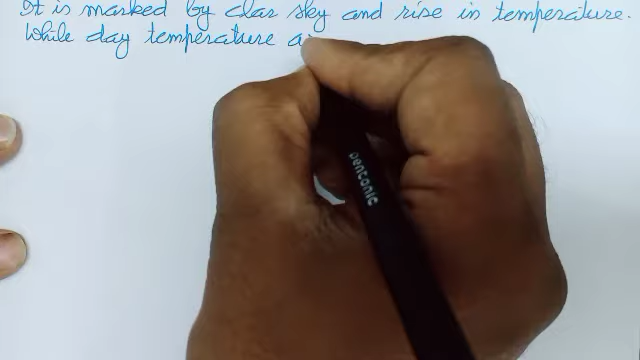 It is marked by clar sky and rise in temperature.
While day temperature a
Pentonic